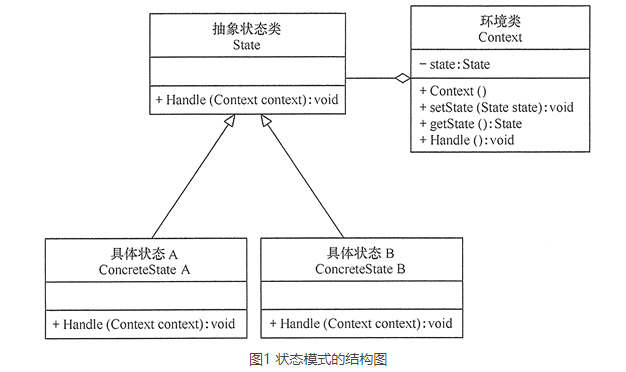 抽象状态类
State
+ Handle (Context context): void
环境类
Context
− state: State
+ Context ()
+ setState (State state): void
+ getState (): State
+ Handle (): void
具体状态 A
ConcreteState A
+ Handle (Context context): void
具体状态 B
ConcreteState B
+ Handle (Context context): void
图1 状态模式的结构图